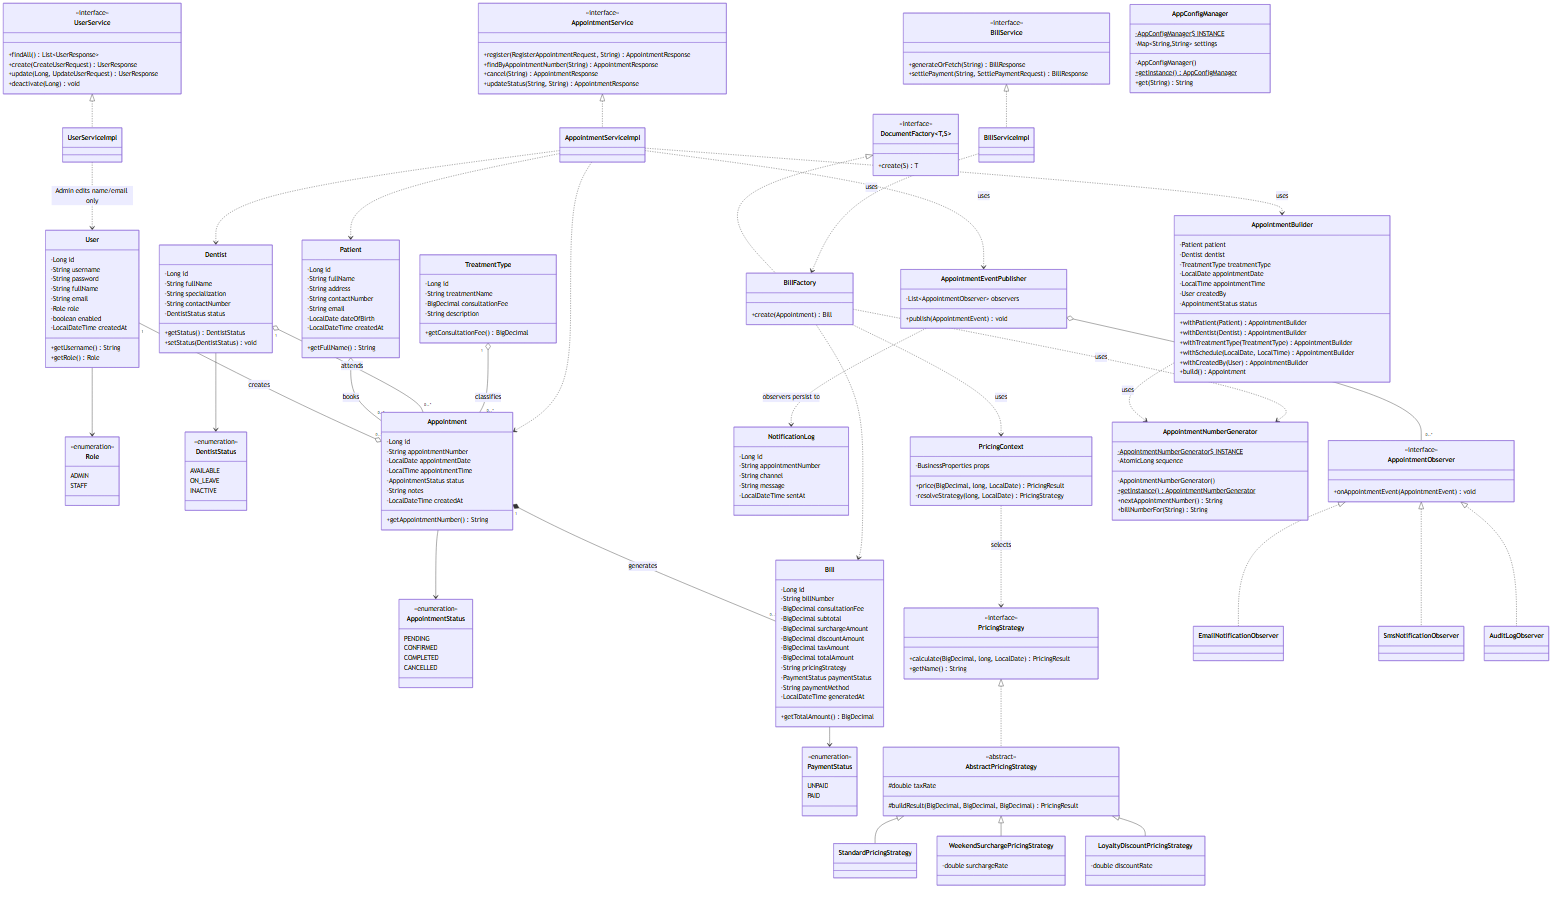 «interface»
UserService
+findAll() : List<UserResponse>
+create(CreateUserRequest) : UserResponse
+update(Long, UpdateUserRequest) : UserResponse
+deactivate(Long) : void
«interface»
AppointmentService
+register(RegisterAppointmentRequest, String) : AppointmentResponse
+findByAppointmentNumber(String) : AppointmentResponse
+cancel(String) : AppointmentResponse
+updateStatus(String, String) : AppointmentResponse
«interface»
BillService
+generateOrFetch(String) : BillResponse
+settlePayment(String, SettlePaymentRequest) : BillResponse
AppConfigManager
-AppConfigManager$ INSTANCE
-Map<String,String> settings
-AppConfigManager()
+getInstance() : AppConfigManager
+get(String) : String
UserServiceImpl
AppointmentServiceImpl
«interface»
DocumentFactory<T,S>
+create(S) : T
BillServiceImpl
Admin edits name/email
only
uses
uses
uses
User
-Long id
-String username
-String password
-String fullName
-String email
-Role role
-boolean enabled
-LocalDateTime createdAt
+getUsername() : String
+getRole() : Role
Dentist
-Long id
-String fullName
-String specialization
-String contactNumber
-DentistStatus status
+getStatus() : DentistStatus
+setStatus(DentistStatus) : void
Patient
-Long id
-String fullName
-String address
-String contactNumber
-String email
-LocalDate dateOfBirth
-LocalDateTime createdAt
+getFullName() : String
TreatmentType
-Long id
-String treatmentName
-BigDecimal consultationFee
-String description
+getConsultationFee() : BigDecimal
BillFactory
+create(Appointment) : Bill
AppointmentEventPublisher
-List<AppointmentObserver> observers
+publish(AppointmentEvent) : void
AppointmentBuilder
-Patient patient
-Dentist dentist
-TreatmentType treatmentType
-LocalDate appointmentDate
-LocalTime appointmentTime
-User createdBy
-AppointmentStatus status
+withPatient(Patient) : AppointmentBuilder
+withDentist(Dentist) : AppointmentBuilder
+withTreatmentType(TreatmentType) : AppointmentBuilder
+withSchedule(LocalDate, LocalTime) : AppointmentBuilder
+withCreatedBy(User) : AppointmentBuilder
+build() : Appointment
1
1
1
creates
attends
books
classifies
observers persist to
uses
uses
uses
0..*
0..*
«enumeration»
Role
ADMIN
STAFF
«enumeration»
DentistStatus
AVAILABLE
ON_LEAVE
INACTIVE
Appointment
-Long id
-String appointmentNumber
-LocalDate appointmentDate
-LocalTime appointmentTime
-AppointmentStatus status
-String notes
-LocalDateTime createdAt
+getAppointmentNumber() : String
1
NotificationLog
-Long id
-String appointmentNumber
-String channel
-String message
-LocalDateTime sentAt
PricingContext
-BusinessProperties props
+price(BigDecimal, long, LocalDate) : PricingResult
-resolveStrategy(long, LocalDate) : PricingStrategy
AppointmentNumberGenerator
-AppointmentNumberGenerator$ INSTANCE
-AtomicLong sequence
-AppointmentNumberGenerator()
+getInstance() : AppointmentNumberGenerator
+nextAppointmentNumber() : String
+billNumberFor(String) : String
0..*
«interface»
AppointmentObserver
+onAppointmentEvent(AppointmentEvent) : void
selects
generates
Bill
-Long id
-String billNumber
-BigDecimal consultationFee
-BigDecimal subtotal
-BigDecimal surchargeAmount
-BigDecimal discountAmount
-BigDecimal taxAmount
-BigDecimal totalAmount
-String pricingStrategy
-PaymentStatus paymentStatus
-String paymentMethod
-LocalDateTime generatedAt
+getTotalAmount() : BigDecimal
«enumeration»
AppointmentStatus
PENDING
CONFIRMED
COMPLETED
CANCELLED
«interface»
PricingStrategy
+calculate(BigDecimal, long, LocalDate) : PricingResult
+getName() : String
EmailNotificationObserver
SmsNotificationObserver
AuditLogObserver
«enumeration»
PaymentStatus
UNPAID
PAID
«abstract»
AbstractPricingStrategy
#double taxRate
#buildResult(BigDecimal, BigDecimal, BigDecimal) : PricingResult
StandardPricingStrategy
WeekendSurchargePricingStrategy
-double surchargeRate
LoyaltyDiscountPricingStrategy
-double discountRate